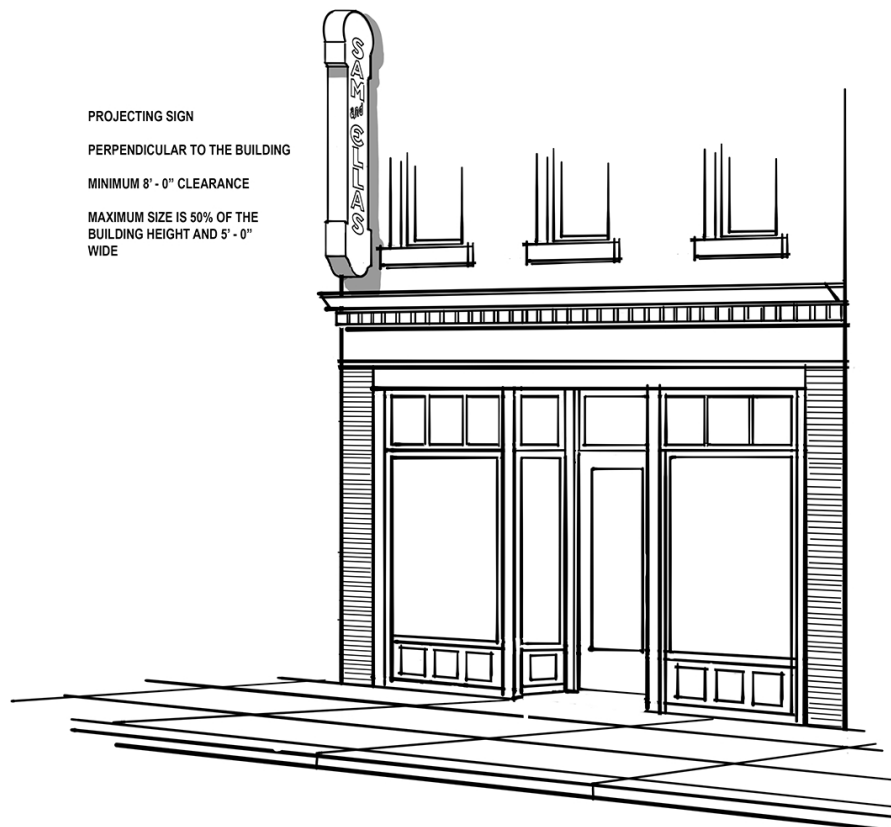 SAM
and
ELLAS
PROJECTING SIGN
PERPENDICULAR TO THE BUILDING
MINIMUM 8' - 0" CLEARANCE
MAXIMUM SIZE IS 50% OF THE
BUILDING HEIGHT AND 5' - 0"
WIDE